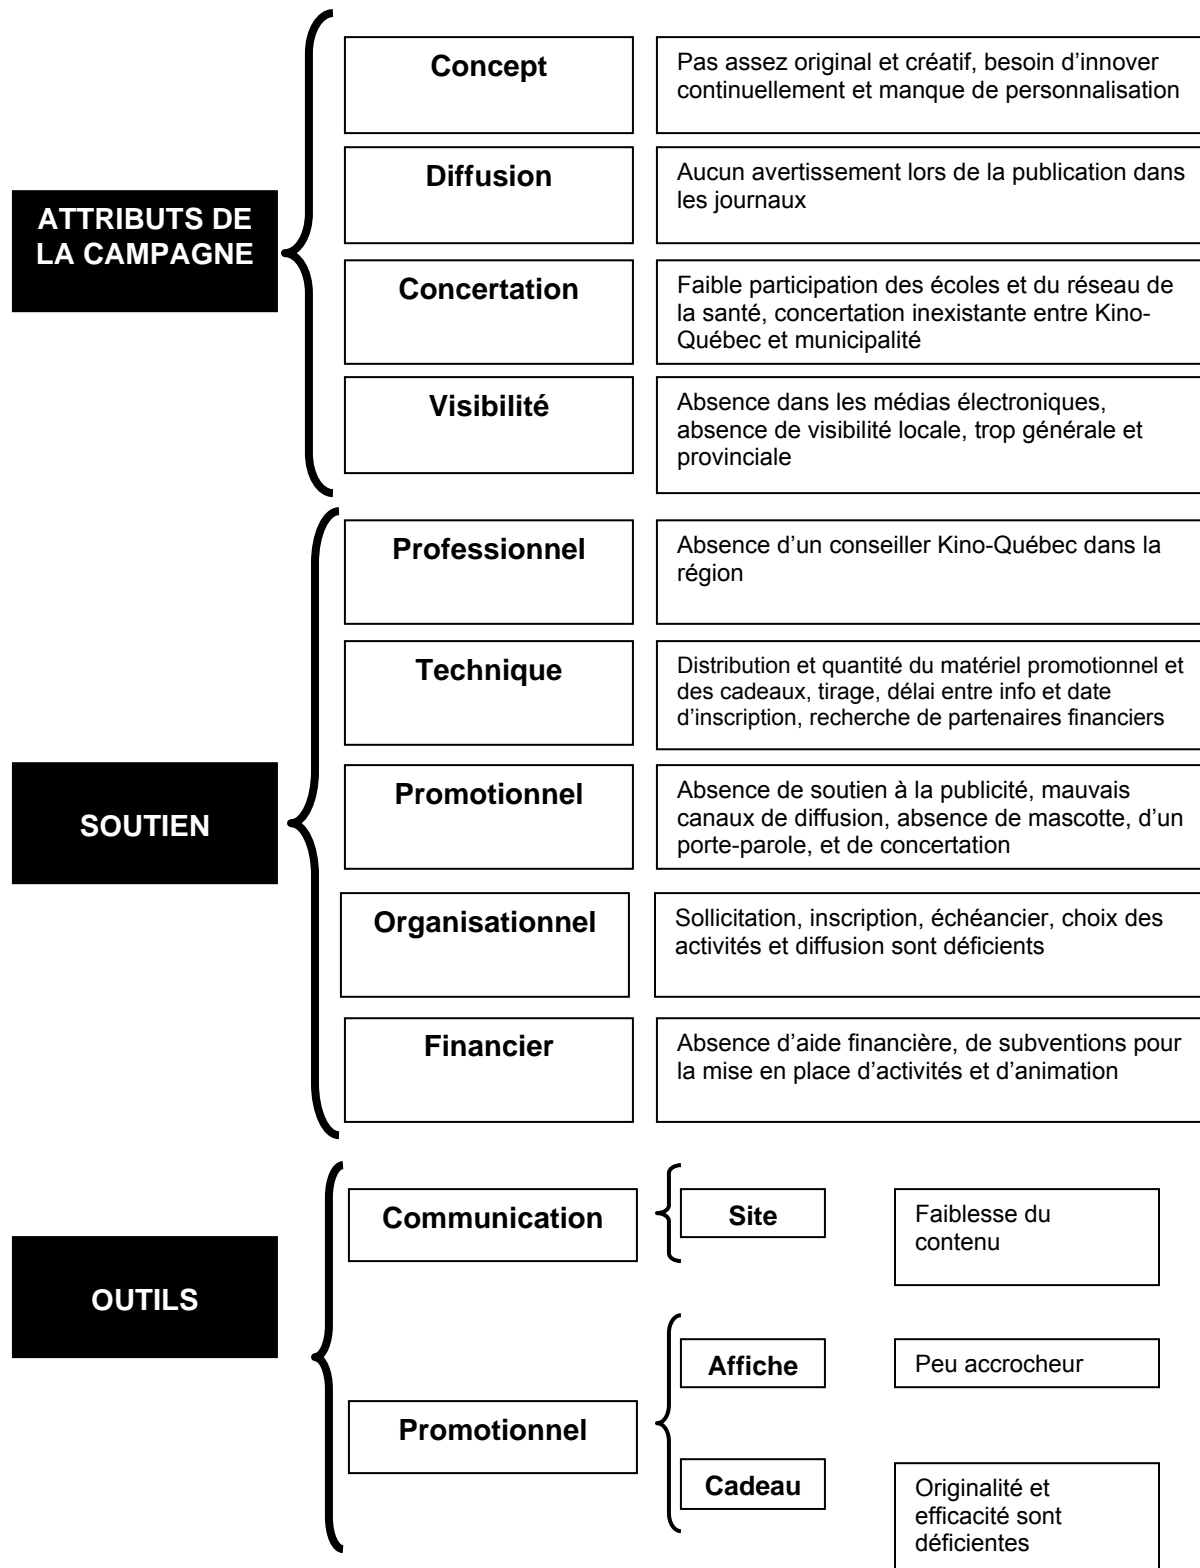 ATTRIBUTS DE
LA CAMPAGNE
Concept
Pas assez original et créatif, besoin d’innover
continuellement et manque de personnalisation
Diffusion
Aucun avertissement lors de la publication dans
les journaux
Concertation
Faible participation des écoles et du réseau de
la santé, concertation inexistante entre Kino-
Québec et municipalité
Visibilité
Absence dans les médias électroniques,
absence de visibilité locale, trop générale et
provinciale
SOUTIEN
Professionnel
Absence d’un conseiller Kino-Québec dans la
région
Technique
Distribution et quantité du matériel promotionnel et
des cadeaux, tirage, délai entre info et date
d’inscription, recherche de partenaires financiers
Promotionnel
Absence de soutien à la publicité, mauvais
canaux de diffusion, absence de mascotte, d’un
porte-parole, et de concertation
Organisationnel
Sollicitation, inscription, échéancier, choix des
activités et diffusion sont déficients
Financier
Absence d’aide financière, de subventions pour
la mise en place d’activités et d’animation
OUTILS
Communication
Site
Faiblesse du
contenu
Promotionnel
Affiche
Peu accrocheur
Cadeau
Originalité et
efficacité sont
déficientes